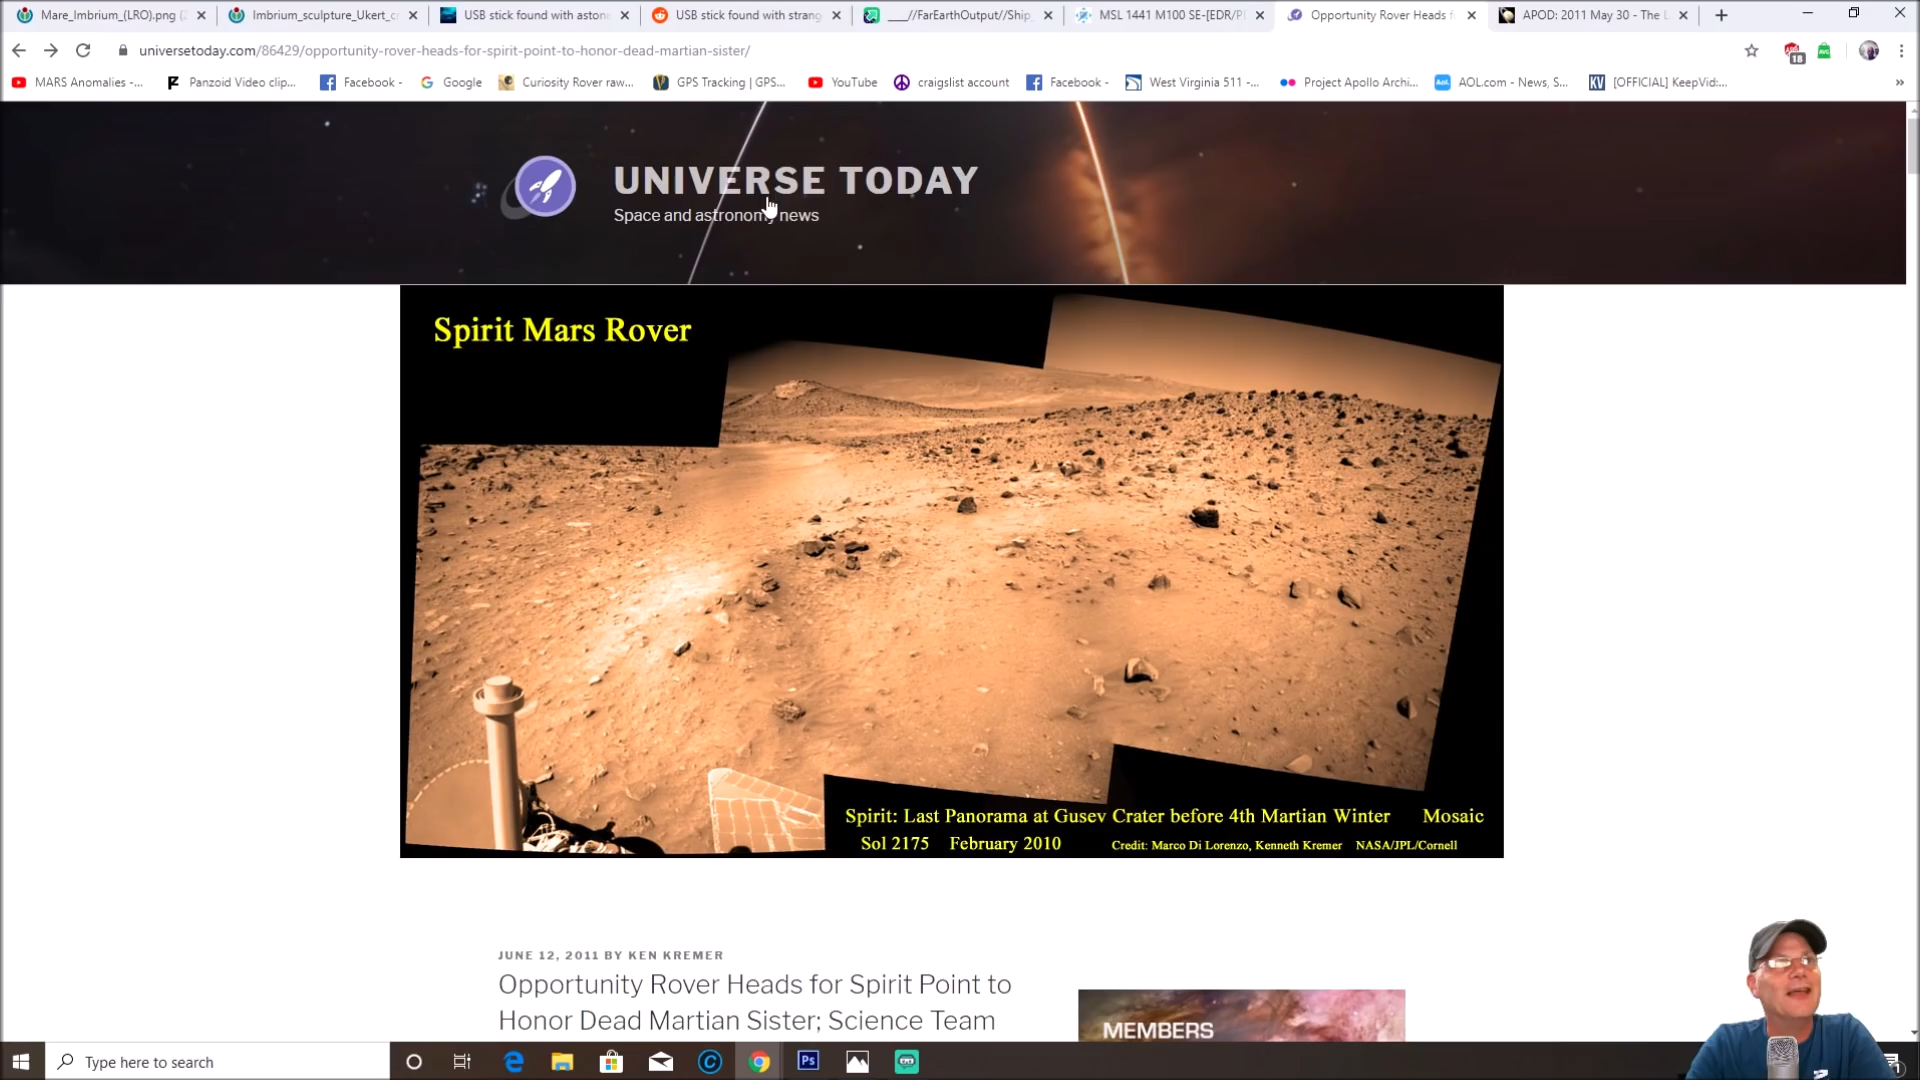 Mare_Imbrium_(LRO).png (
Imbrium_sculpture_Ukert_c
USB stick found with aston
USB stick found with strang
____//FarEarthOutput//Ship_
MSL 1441 M100 SE-[EDR/P
Opportunity Rover Heads f
APOD: 2011 May 30 - The L
universetoday.com/86429/opportunity-rover-heads-for-spirit-point-to-honor-dead-martian-sister/
18
MARS Anomalies -...
Panzoid Video clip...
Facebook -
Google
Curiosity Rover raw...
GPS Tracking | GPS...
YouTube
craigslist account
Facebook -
West Virginia 511 -...
Project Apollo Archi...
Aol.
AOL.com - News, S...
KV
[OFFICIAL] KeepVid:...
UNIVERSE TODAY
Space and astronomy news
Spirit Mars Rover
Spirit: Last Panorama at Gusev Crater before 4th Martian Winter Mosaic
Sol 2175 February 2010 Credit: Marco Di Lorenzo, Kenneth Kremer NASA/JPL/Cornell
JUNE 12, 2011 BY KEN KREMER
Opportunity Rover Heads for Spirit Point to
Honor Dead Martian Sister; Science Team
MEMBERS
Type here to search
Ps